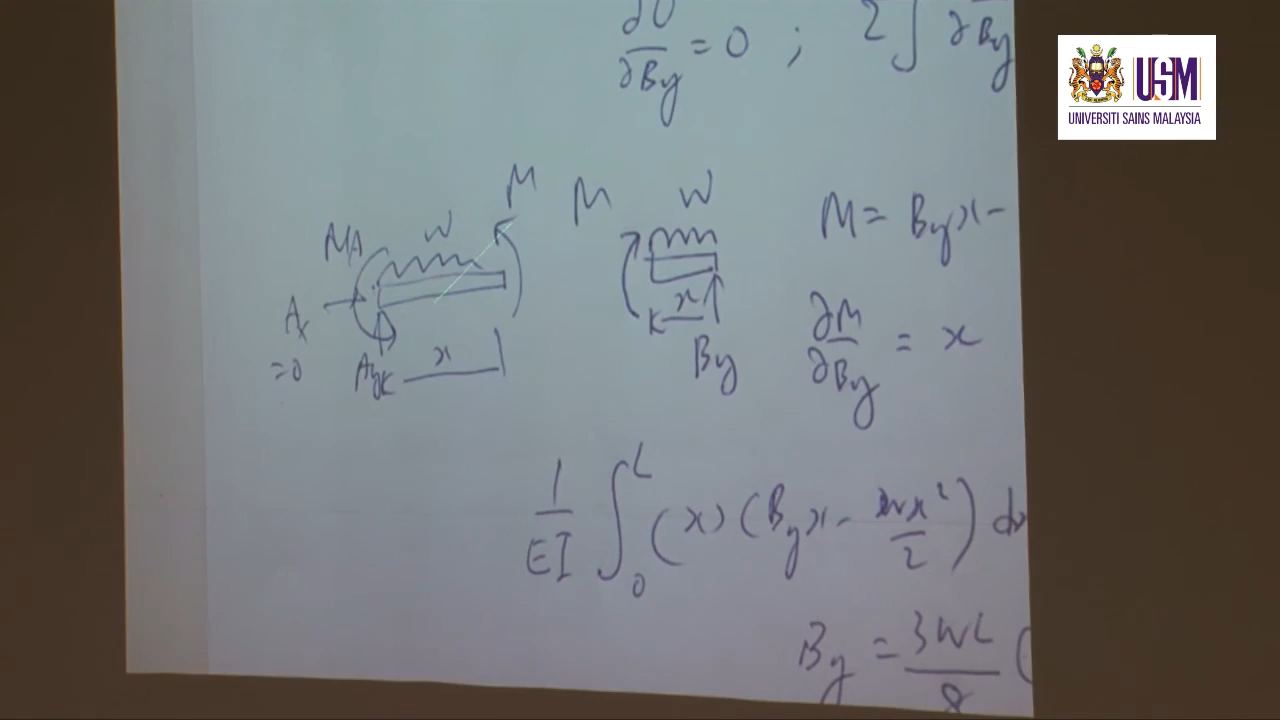 ∂U/∂By = 0 ; 2∫ ∂By
USM
UNIVERSITI SAINS MALAYSIA
M M W M = By x -
MA W
Ax = 0 Ay x x By ∂M/∂By = x
1/EI ∫₀ᴸ (x) (By x - wx²/2) dx
By = 3WL/8 (